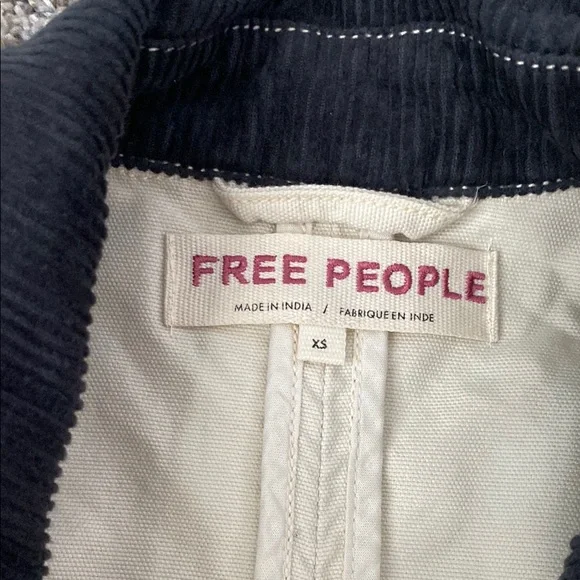 FREE PEOPLE
MADE IN INDIA / FABRIQUE EN INDE
XS